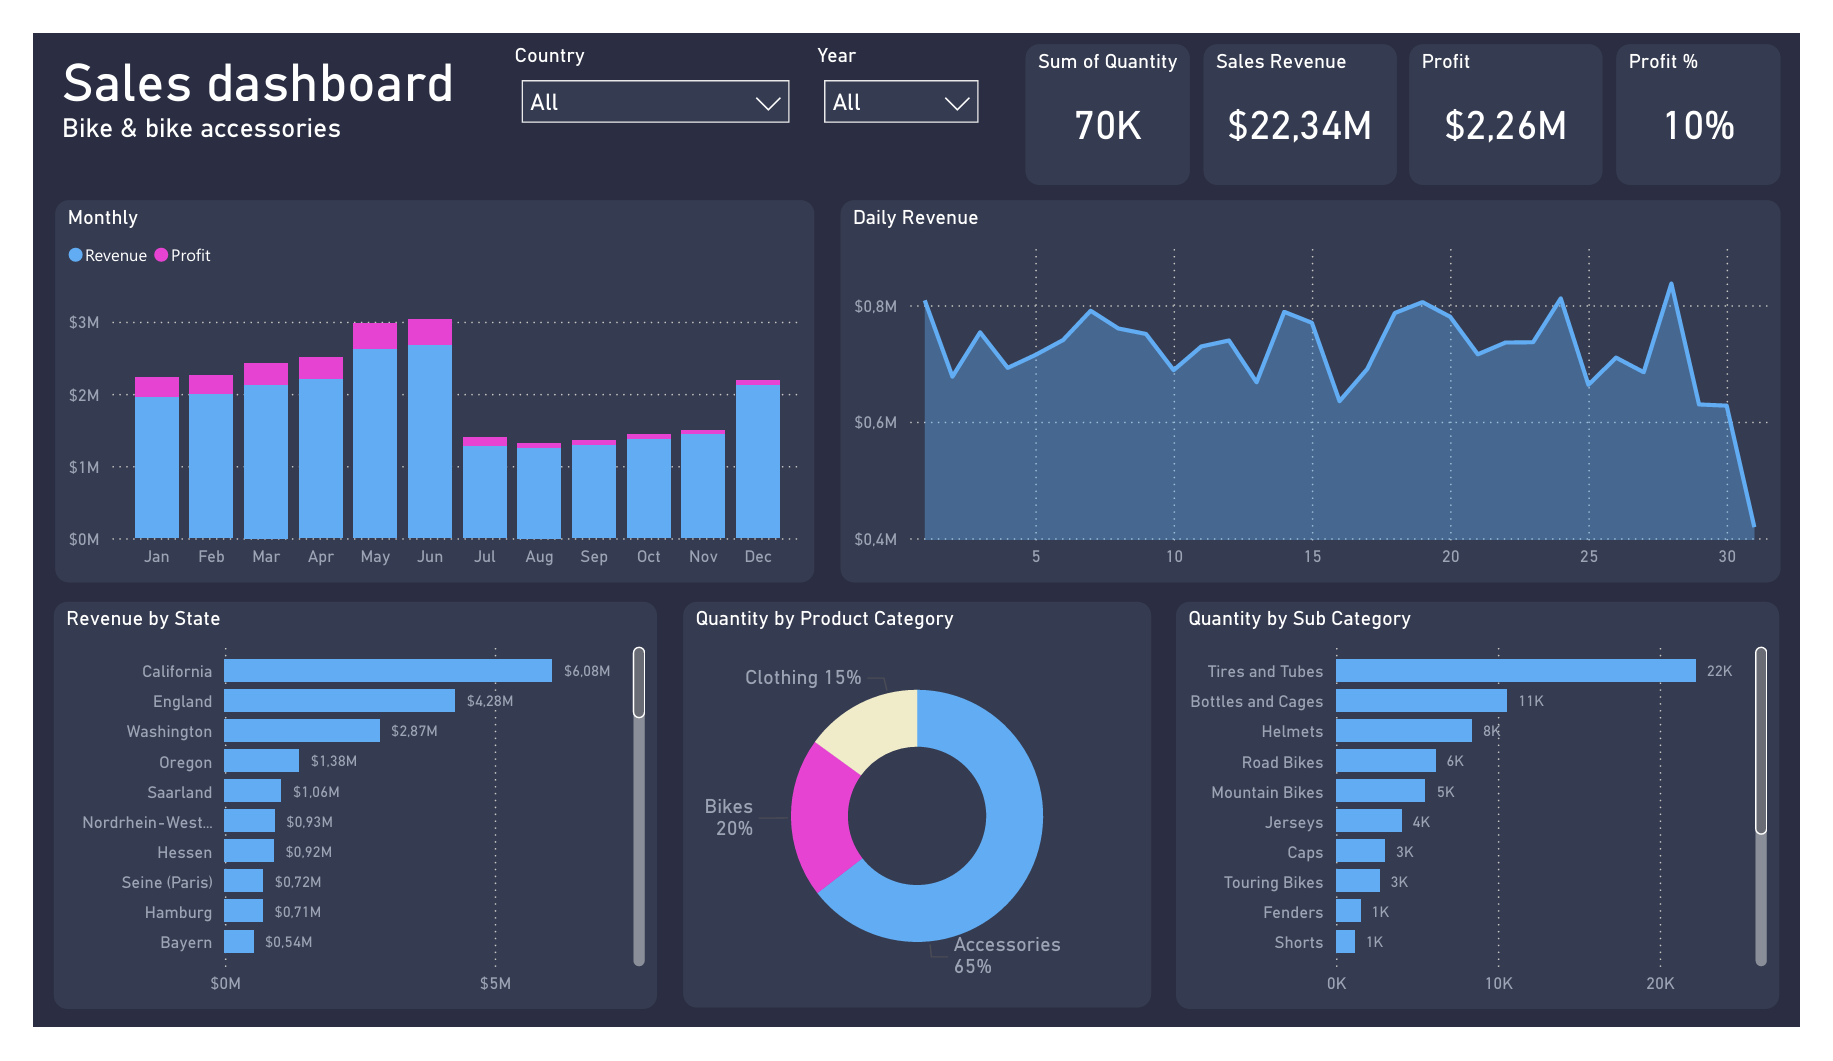 Sales dashboard
Bike & bike accessories
Country
All
Year
All
Sum of Quantity
70K
Sales Revenue
$22,34M
Profit
$2,26M
Profit %
10%
Monthly
Revenue Profit
$3M
$2M
$1M
$0M
Jan Feb Mar Apr May Jun Jul Aug Sep Oct Nov Dec
Daily Revenue
$0,8M
$0,6M
$0,4M
5 10 15 20 25 30
Revenue by State
California $6,08M
England $4,28M
Washington $2,87M
Oregon $1,38M
Saarland $1,06M
Nordrhein-West... $0,93M
Hessen $0,92M
Seine (Paris) $0,72M
Hamburg $0,71M
Bayern $0,54M
$0M $5M
Quantity by Product Category
Clothing 15%
Bikes
20%
Accessories
65%
Quantity by Sub Category
Tires and Tubes 22K
Bottles and Cages 11K
Helmets 8K
Road Bikes 6K
Mountain Bikes 5K
Jerseys 4K
Caps 3K
Touring Bikes 3K
Fenders 1K
Shorts 1K
0K 10K 20K